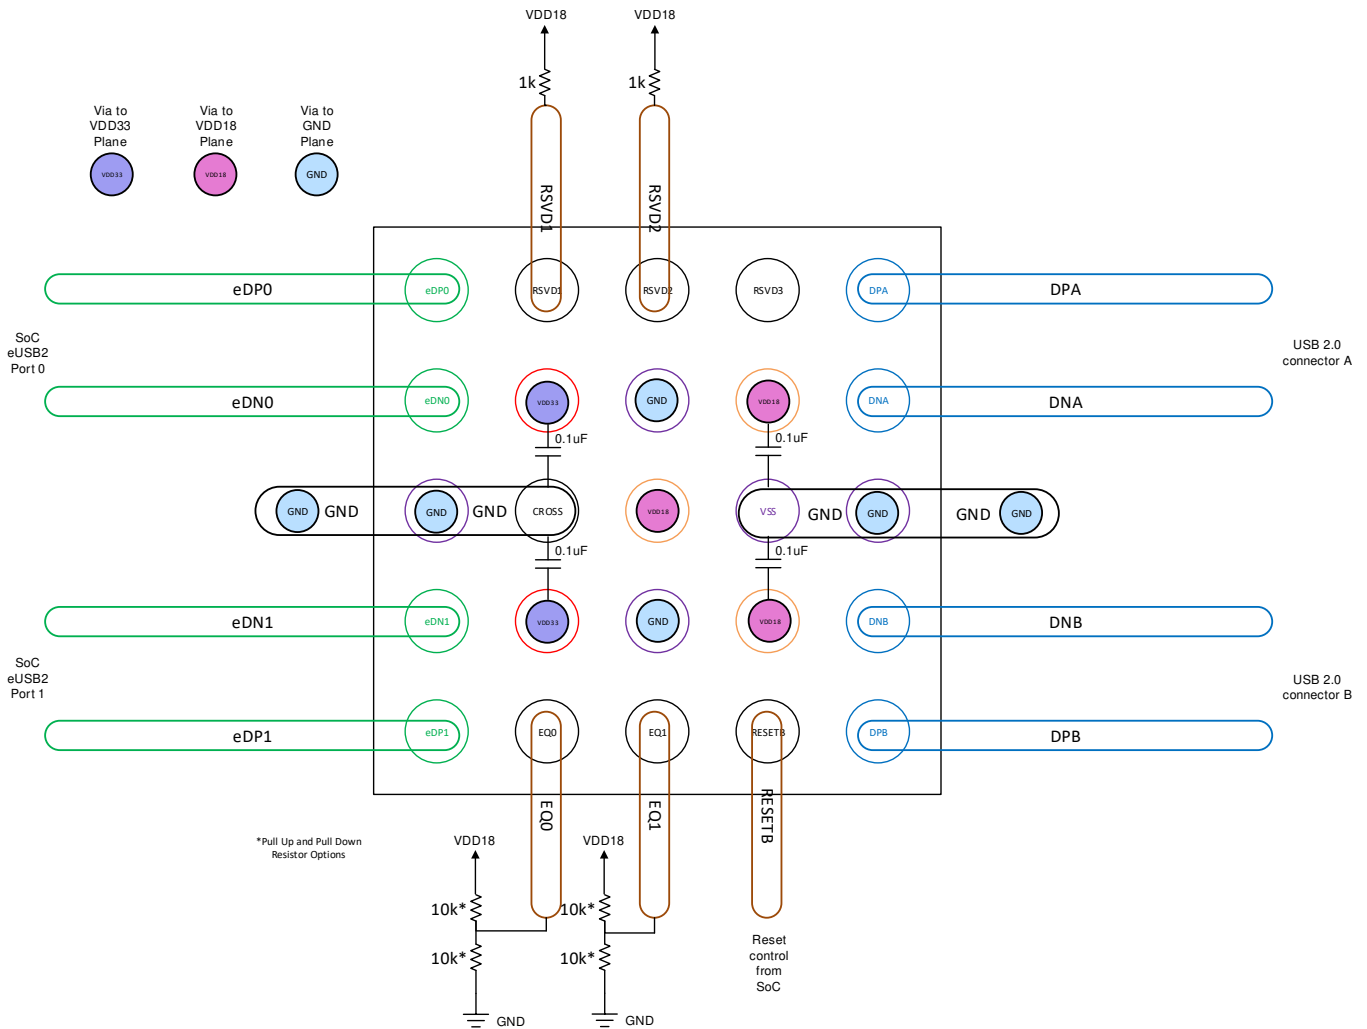 VDD18
VDD18
1k
1k
Via to
VDD33
Plane
Via to
VDD18
Plane
Via to
GND
Plane
VDD33
VDD18
GND
RSVD1
RSVD2
eDP0
eDP0
RSVD1
RSVD2
RSVD3
DPA
DPA
SoC
eUSB2
Port 0
USB 2.0
connector A
eDN0
eDN0
VDD33
GND
VDD18
DNA
DNA
0.1uF
0.1uF
GND
GND
GND
GND
CROSS
VDD18
VSS
GND
GND
GND
GND
0.1uF
0.1uF
eDN1
eDN1
VDD33
GND
VDD18
DNB
DNB
SoC
eUSB2
Port 1
USB 2.0
connector B
eDP1
eDP1
EQ0
EQ1
RESETB
DPB
DPB
EQ0
EQ1
RESETB
*Pull Up and Pull Down
Resistor Options
VDD18
VDD18
10k*
10k*
10k*
10k*
Reset
control
from
SoC
GND
GND